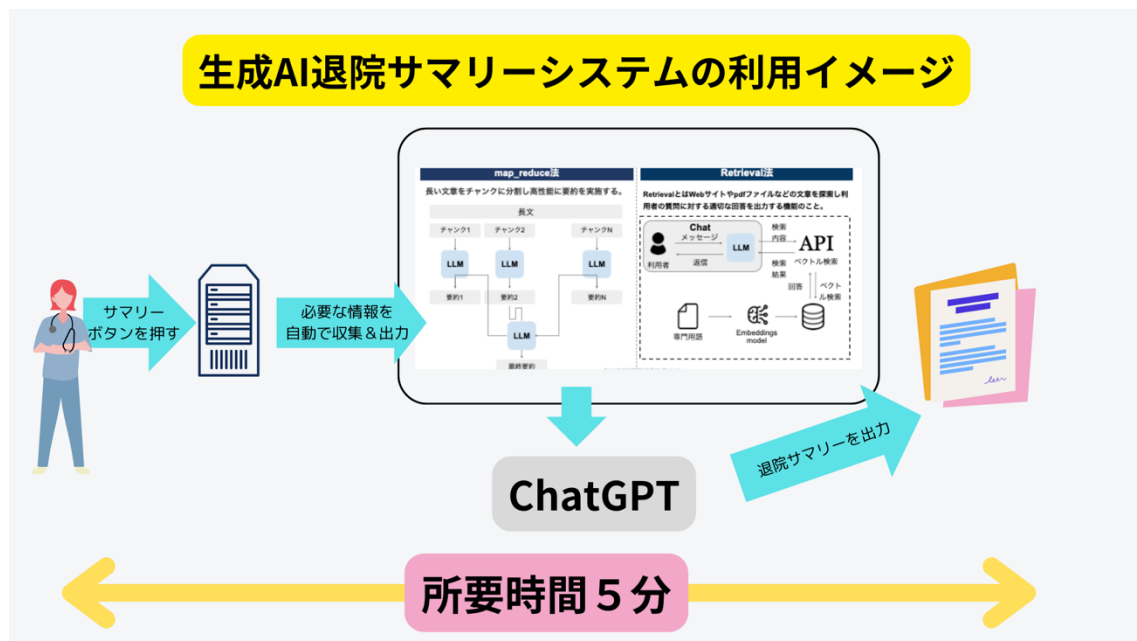 生成AI退院サマリーシステムの利用イメージ
サマリー
ボタンを押す
必要な情報を
自動で収集＆出力
map_reduce法
長い文章をチャンクに分割し高性能に要約を実施する。
長文
チャンク1
チャンク2
チャンクN
LLM
LLM
LLM
要約1
要約2
要約N
LLM
最終要約
Retrieval法
RetrievalとはWebサイトやpdfファイルなどの文章を探索し利
用者の質問に対する適切な回答を出力する機能のこと。
Chat
メッセージ
LLM
利用者
返信
検索
内容
API
ベクトル検索
検索
結果
回答
ベクト
ル検索
専門用語
Embeddings
model
退院サマリーを出力
ChatGPT
所要時間５分